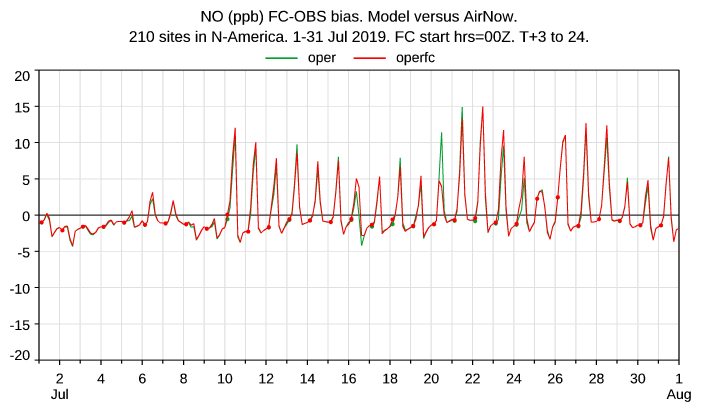 NO (ppb) FC-OBS bias. Model versus AirNow.
210 sites in N-America. 1-31 Jul 2019. FC start hrs=00Z. T+3 to 24.
oper operfc
20
15
10
5
0
-5
-10
-15
-20
2 4 6 8 10 12 14 16 18 20 22 24 26 28 30 1
Jul Aug